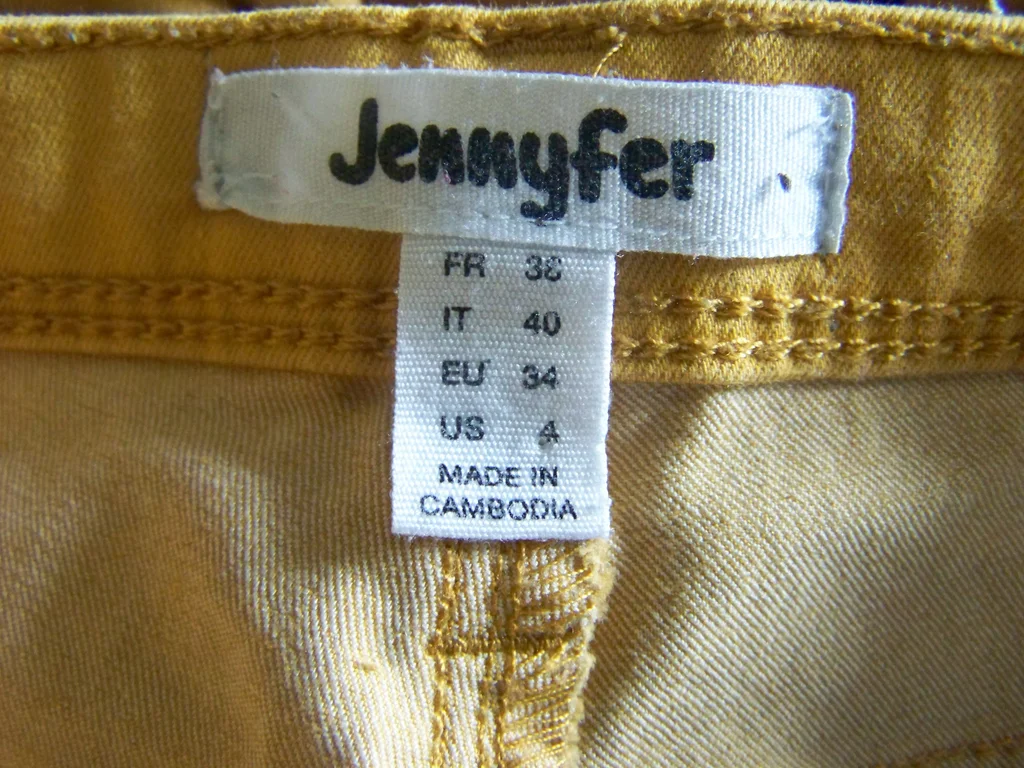 Jennyfer
FR 38
IT 40
EU 34
US 4
MADE IN
CAMBODIA